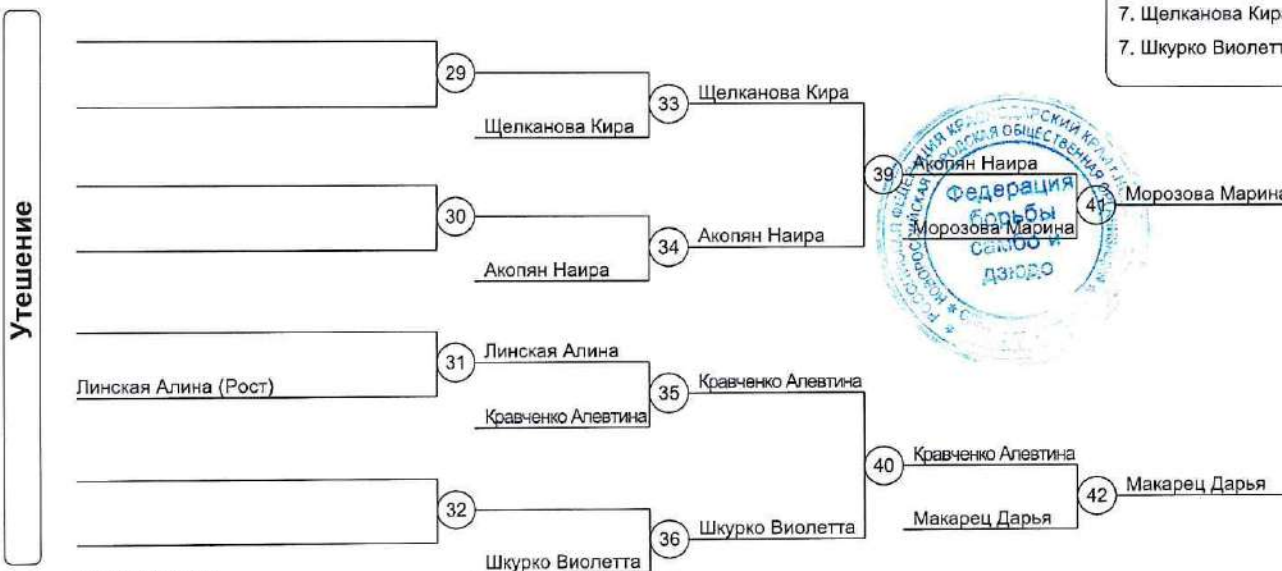 7. Щелканова Кир
7. Шкурко Виолетт
Утешение
29
Щелканова Кира
33
Щелканова Кира
30
Акопян Наира
34
Акопян Наира
39
Акопян Наира
Морозова Марина
41
Морозова Марина
Федерация
борьбы
самбо и
дзюдо
Линская Алина (Рост)
31
Линская Алина
Кравченко Алевтина
35
Кравченко Алевтина
32
Шкурко Виолетта
36
Шкурко Виолетта
40
Кравченко Алевтина
Макарец Дарья
42
Макарец Дарья